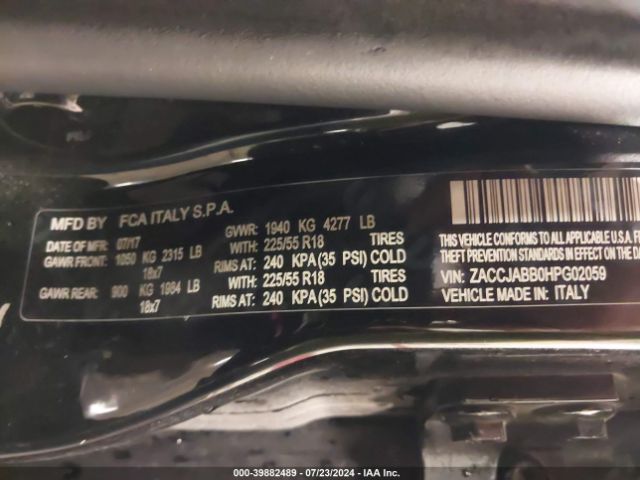 MFD BY FCA ITALY S.P.A.
DATE OF MFD: 07/17
GAWR FRONT: 1050 KG 2315 LB
18x7
GAWR REAR: 900 KG 1984 LB
18x7
GVWR: 1940 KG 4277 LB
WITH: 225/55 R18 TIRES
RIMS AT: 240 KPA (35 PSI) COLD
WITH: 225/55 R18 TIRES
RIMS AT: 240 KPA (35 PSI) COLD
THIS VEHICLE CONFORMS TO ALL APPLICABLE U.S.A. F
THEFT PREVENTION STANDARDS IN EFFECT ON
VIN: ZACCJABB0HPG02059
VEHICLE MADE IN: ITALY
000-39882489 - 07/23/2024 - IAA Inc.